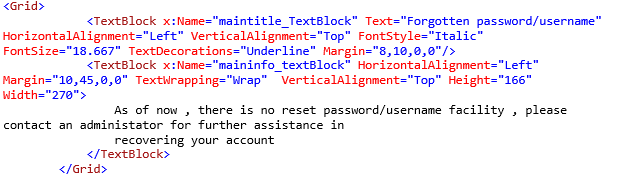 <Grid>
<TextBlock x:Name="maintitle_TextBlock" Text="Forgotten password/username"
HorizontalAlignment="Left" VerticalAlignment="Top" FontStyle="Italic"
FontSize="18.667" TextDecorations="Underline" Margin="8,10,0,0"/>
<TextBlock x:Name="maininfo_textBlock" HorizontalAlignment="Left"
Margin="10,45,0,0" TextWrapping="Wrap"  VerticalAlignment="Top" Height="166"
Width="270">
As of now , there is no reset password/username facility , please
contact an administator for further assistance in
recovering your account
</TextBlock>
</Grid>